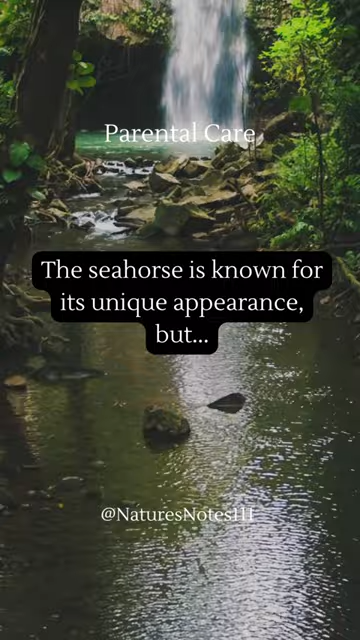 Parental Care
The seahorse is known for
its unique appearance,
but...
@NaturesNotes111